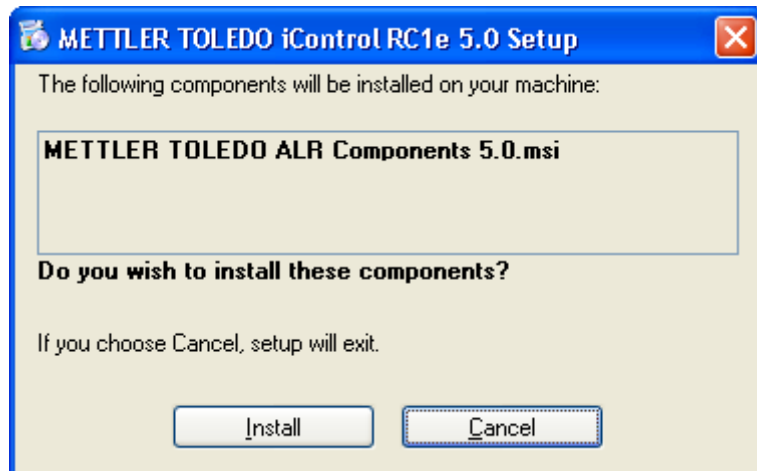 METTLER TOLEDO iControl RC1e 5.0 Setup
The following components will be installed on your machine:
METTLER TOLEDO ALR Components 5.0.msi
Do you wish to install these components?
If you choose Cancel, setup will exit.
Install
Cancel